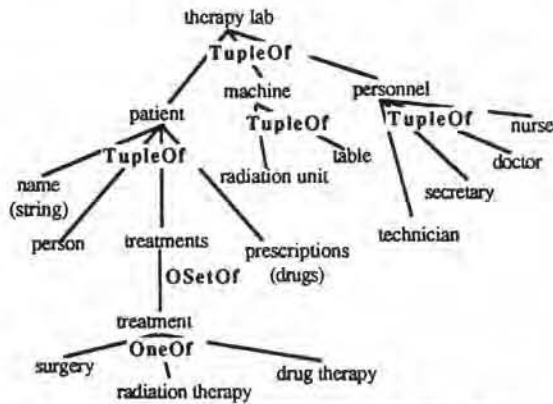 therapy lab
TupleOf
machine
personnel
patient
TupleOf
TupleOf
nurse
TupleOf
table
doctor
name
(string)
radiation unit
secretary
person
treatments
prescriptions
(drugs)
technician
OSetOf
treatment
OneOf
surgery
drug therapy
radiation therapy